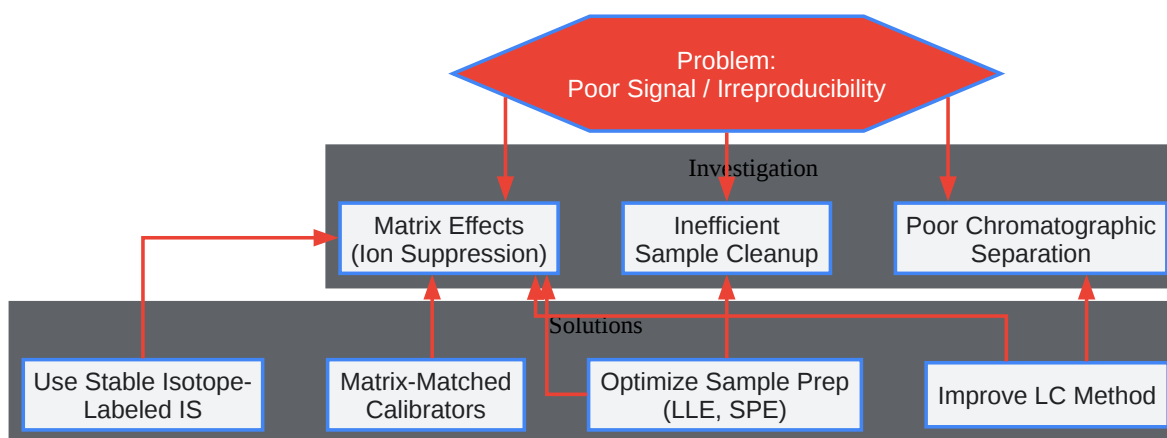 Problem:
Poor Signal / Irreproducibility
Investigation
Matrix Effects
(Ion Suppression)
Inefficient
Sample Cleanup
Poor Chromatographic
Separation
Solutions
Use Stable Isotope-
Labeled IS
Matrix-Matched
Calibrators
Optimize Sample Prep
(LLE, SPE)
Improve LC Method